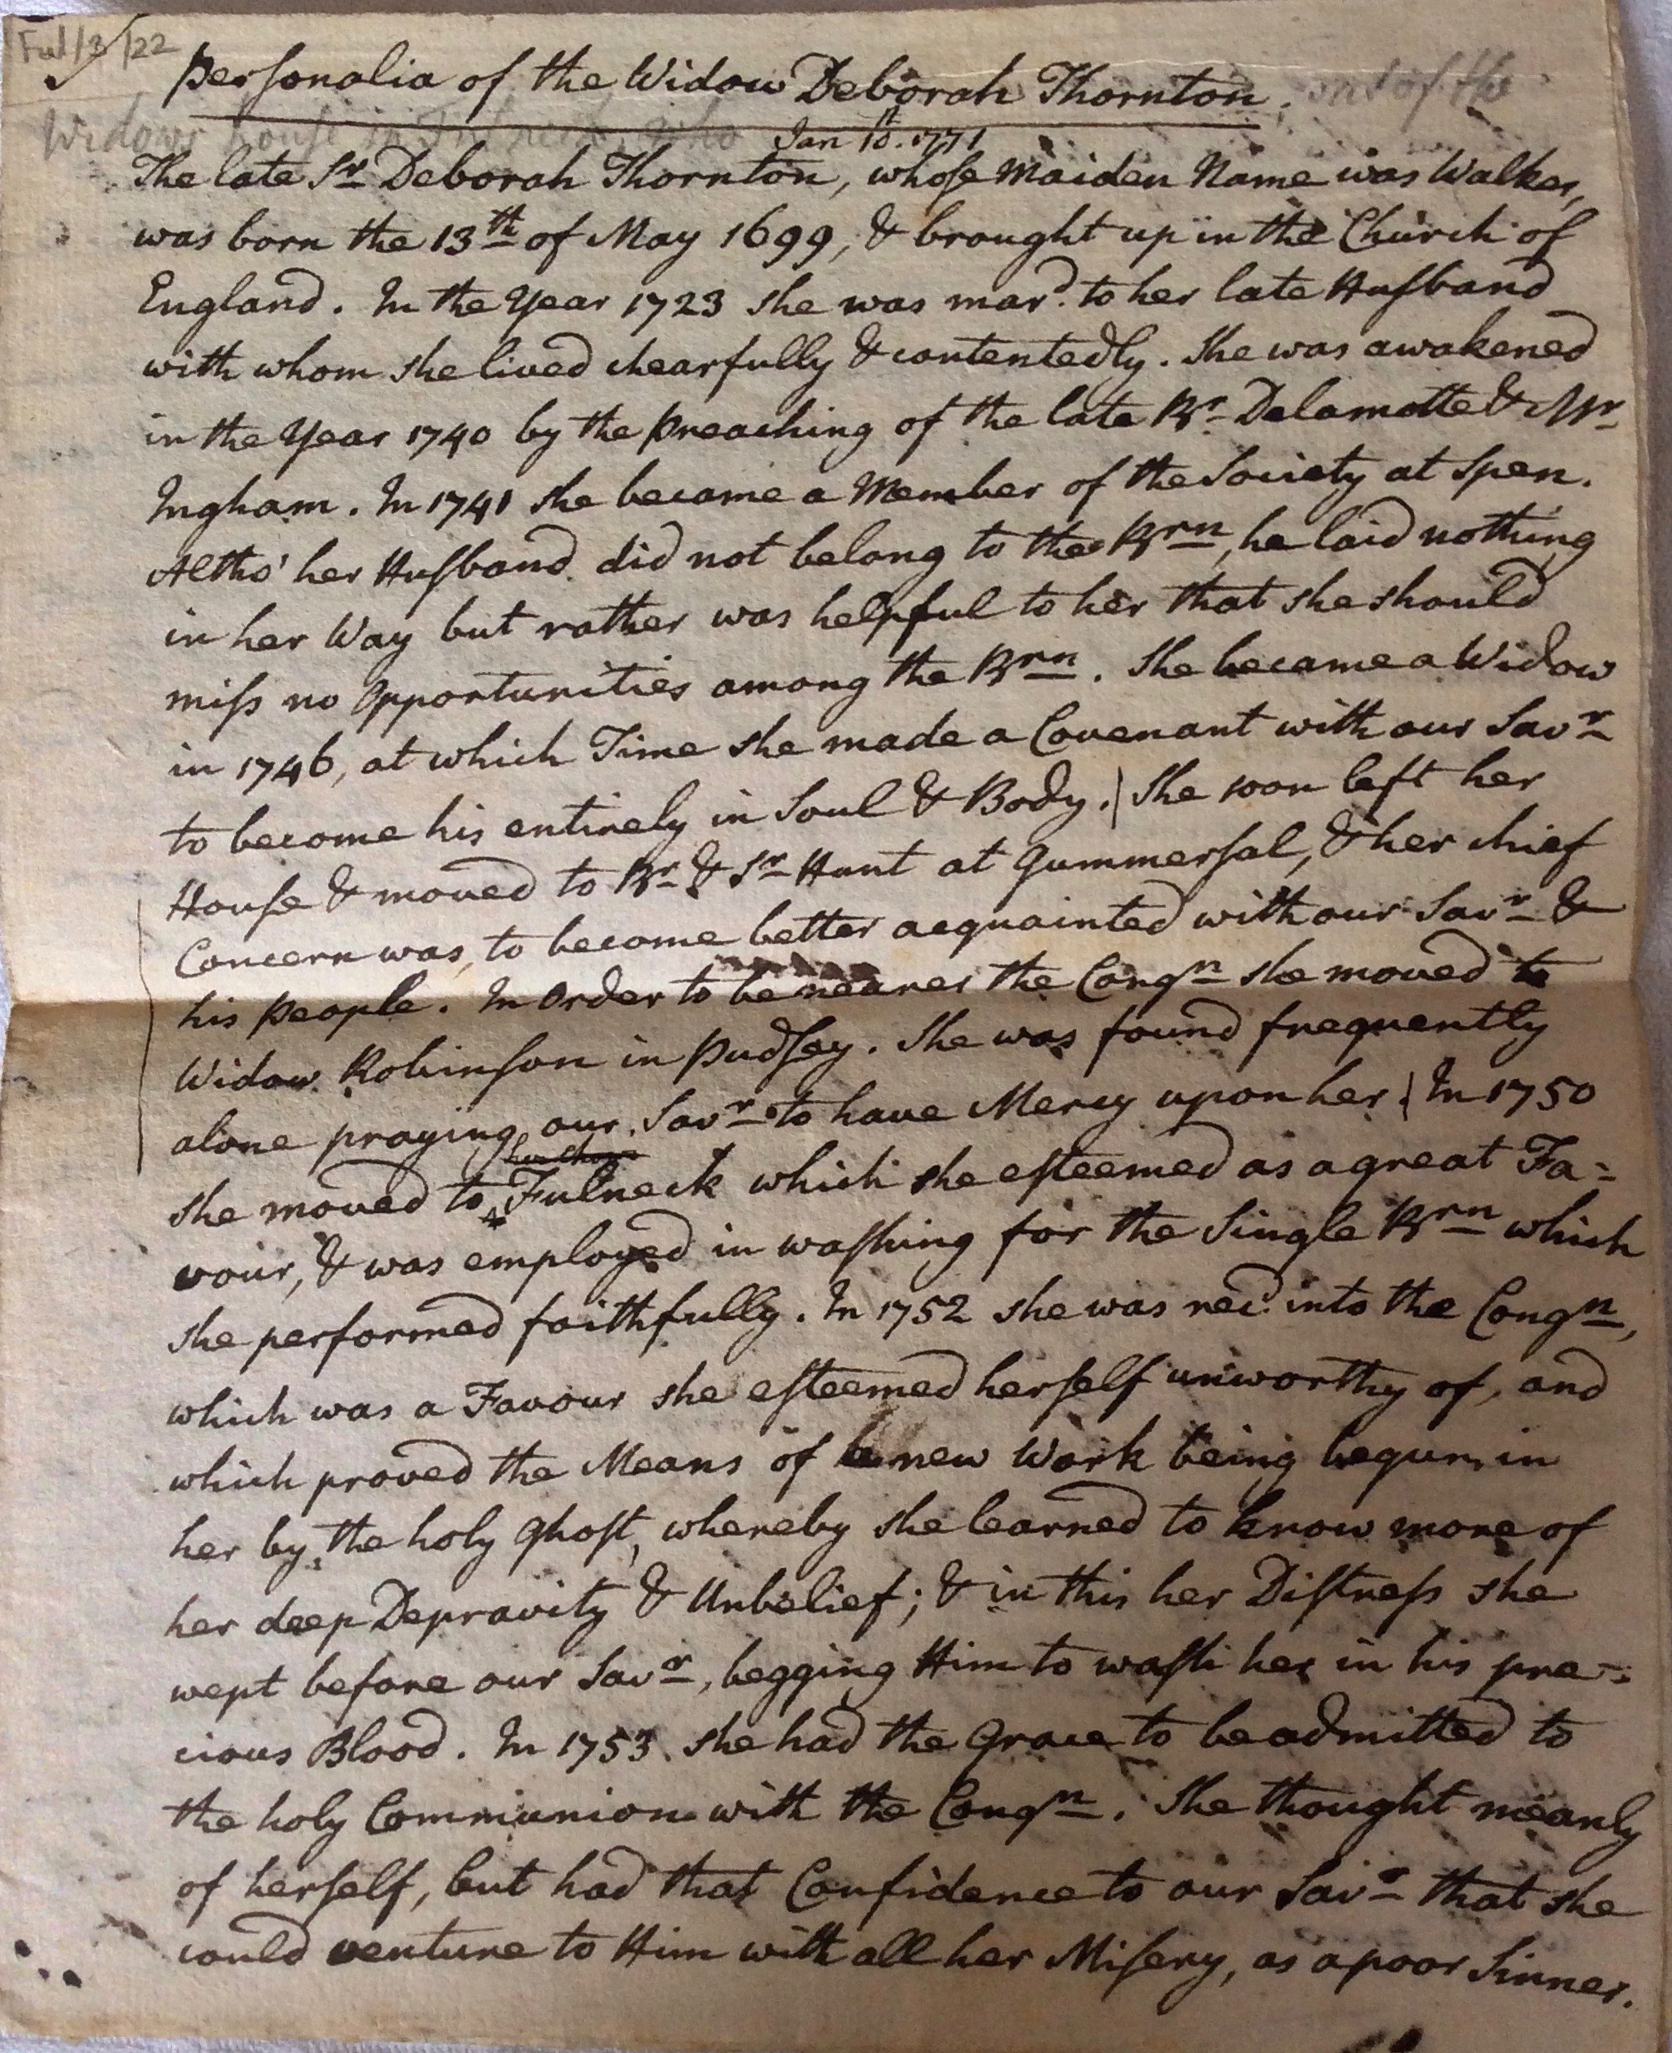 Ful/3/22
Personalia of the Widow Deborah Thornton. out of the
Widows house in Fulneck, who
Jan 10th. 1771
The late Sr Deborah Thornton, whose Maiden Name was Walker,
was born the 13th of May 1699, & brought up in the Church of
England. In the Year 1723 she was mard. to her late Husband
with whom she lived chearfully & contentedly. She was awakened
in the Year 1740 by the Preaching of the late Br Delamotte & Mr
Ingham. In 1741 she became a Member of the Society at Spen.
Altho' her Husband did not belong to the Brn, he laid nothing
in her Way but rather was helpful to her that she should
miss no Opportunities among the Brn. She became a Widow
in 1746, at which Time she made a Covenant with our Savr
to become his entirely in Soul & Body. | She soon left her
House & moved to Br & Sr Hunt at Gummersal, & her chief
Concern was, to become better acquainted with our Savr &
his People. In Order to be nearer the Congn she moved to
Widow Robinson in Pudsey. She was found frequently
alone praying our Savr to have Mercy upon her | In 1750
she moved to Fulneck which she esteemed as a great Fa=
vour, & was employed in washing for the Single Brn which
she performed faithfully. In 1752 she was recd. into the Congn,
which was a Favour she esteemed herself unworthy of, and
which proved the Means of a new Work being begun in
her by the holy Ghost, whereby she learned to know more of
her deep Depravity & Unbelief; & in this her Distress she
wept before our Savr, begging Him to wash her in his pre=
cious Blood. In 1753 she had the Grace to be admitted to
the holy Communion with the Congn. She thought meanly
of herself, but had that Confidence to our Savr that she
could venture to Him with all her Misery, as a poor Sinner.